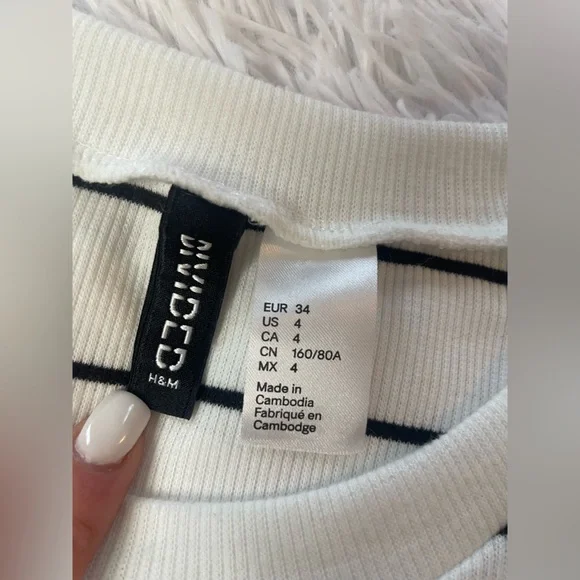 DIVIDED
H&M
EUR 34
US 4
CA 4
CN 160/80A
MX 4
Made in
Cambodia
Fabriqué en
Cambodge